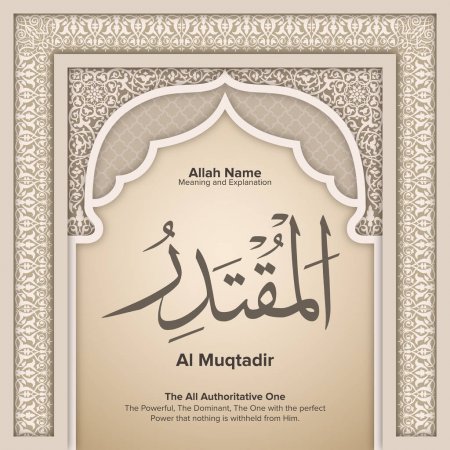 Allah Name
Meaning and Explanation
اَلْمُقْتَدِرُ
Al Muqtadir
The All Authoritative One
The Powerful, The Dominant, The One with the perfect
Power that nothing is withheld from Him.